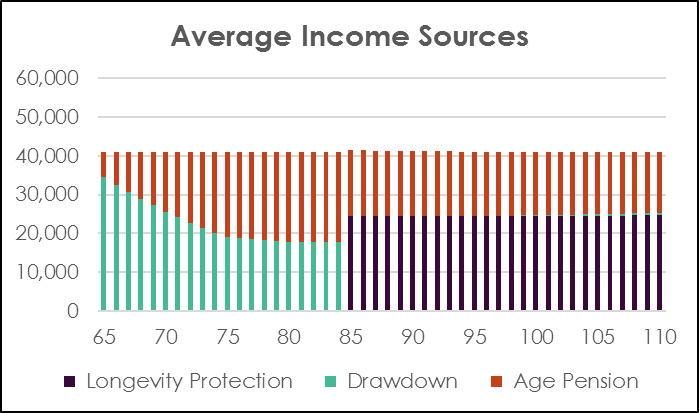 Average Income Sources
60,000
50,000
40,000
30,000
20,000
10,000
0
65 70 75 80 85 90 95 100 105 110
Longevity Protection Drawdown Age Pension